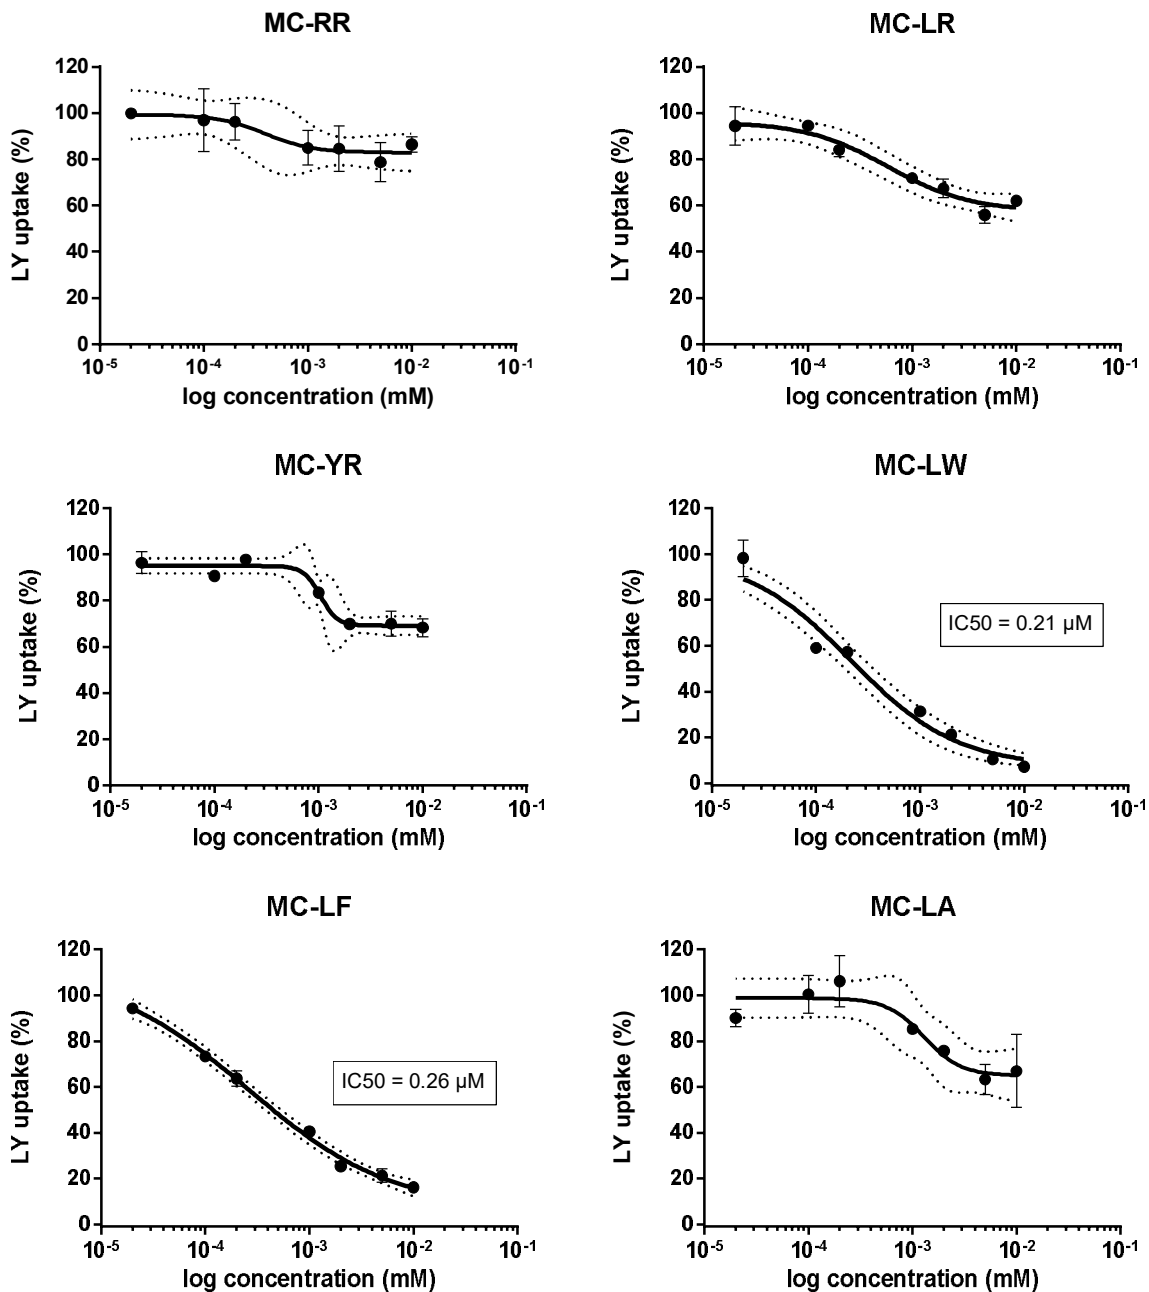 MC-RR
120
100
80
60
40
20
0
LY uptake (%)
10-5 10-4 10-3 10-2 10-1
log concentration (mM)
MC-LR
120
100
80
60
40
20
0
LY uptake (%)
10-5 10-4 10-3 10-2 10-1
log concentration (mM)
MC-YR
120
100
80
60
40
20
0
LY uptake (%)
10-5 10-4 10-3 10-2 10-1
log concentration (mM)
MC-LW
120
100
80
60
40
20
0
LY uptake (%)
IC50 = 0.21 µM
10-5 10-4 10-3 10-2 10-1
log concentration (mM)
MC-LF
120
100
80
60
40
20
0
LY uptake (%)
IC50 = 0.26 µM
10-5 10-4 10-3 10-2 10-1
log concentration (mM)
MC-LA
120
100
80
60
40
20
0
LY uptake (%)
10-5 10-4 10-3 10-2 10-1
log concentration (mM)